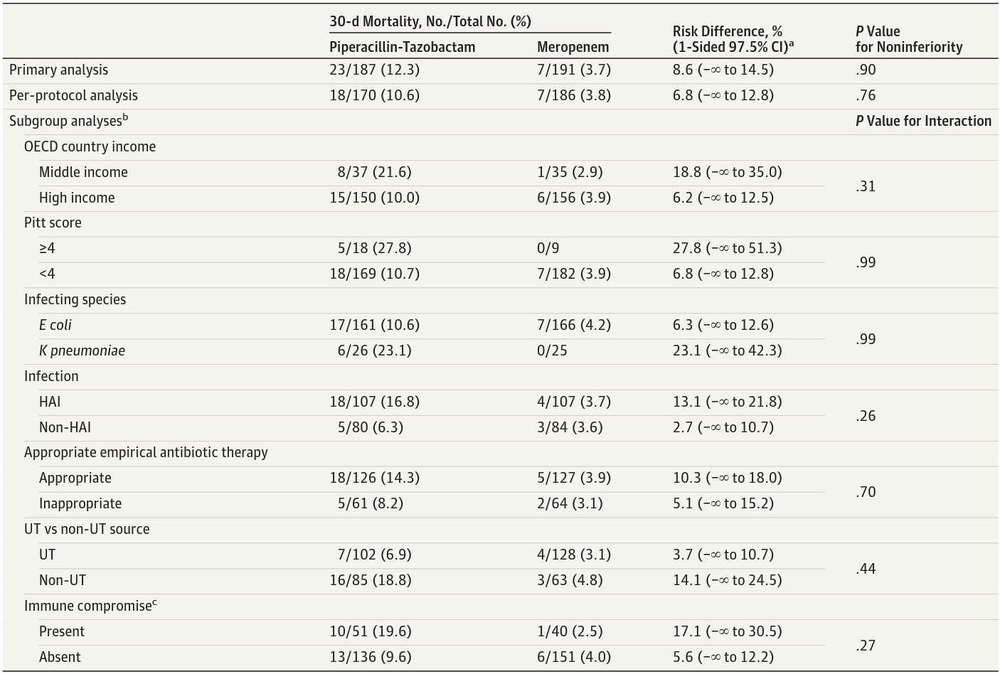 30-d Mortality, No./Total No. (%)
Risk Difference, % P Value
Piperacillin-Tazobactam Meropenem (1-Sided 97.5% CI)a for Noninferiority
Primary analysis 23/187 (12.3) 7/191 (3.7) 8.6 (−∞ to 14.5) .90
Per-protocol analysis 18/170 (10.6) 7/186 (3.8) 6.8 (−∞ to 12.8) .76
Subgroup analysesb P Value for Interaction
OECD country income
Middle income 8/37 (21.6) 1/35 (2.9) 18.8 (−∞ to 35.0)
.31
High income 15/150 (10.0) 6/156 (3.9) 6.2 (−∞ to 12.5)
Pitt score
≥4 5/18 (27.8) 0/9 27.8 (−∞ to 51.3)
.99
<4 18/169 (10.7) 7/182 (3.9) 6.8 (−∞ to 12.8)
Infecting species
E coli 17/161 (10.6) 7/166 (4.2) 6.3 (−∞ to 12.6)
.99
K pneumoniae 6/26 (23.1) 0/25 23.1 (−∞ to 42.3)
Infection
HAI 18/107 (16.8) 4/107 (3.7) 13.1 (−∞ to 21.8)
.26
Non-HAI 5/80 (6.3) 3/84 (3.6) 2.7 (−∞ to 10.7)
Appropriate empirical antibiotic therapy
Appropriate 18/126 (14.3) 5/127 (3.9) 10.3 (−∞ to 18.0)
.70
Inappropriate 5/61 (8.2) 2/64 (3.1) 5.1 (−∞ to 15.2)
UT vs non-UT source
UT 7/102 (6.9) 4/128 (3.1) 3.7 (−∞ to 10.7)
.44
Non-UT 16/85 (18.8) 3/63 (4.8) 14.1 (−∞ to 24.5)
Immune compromisec
Present 10/51 (19.6) 1/40 (2.5) 17.1 (−∞ to 30.5)
.27
Absent 13/136 (9.6) 6/151 (4.0) 5.6 (−∞ to 12.2)